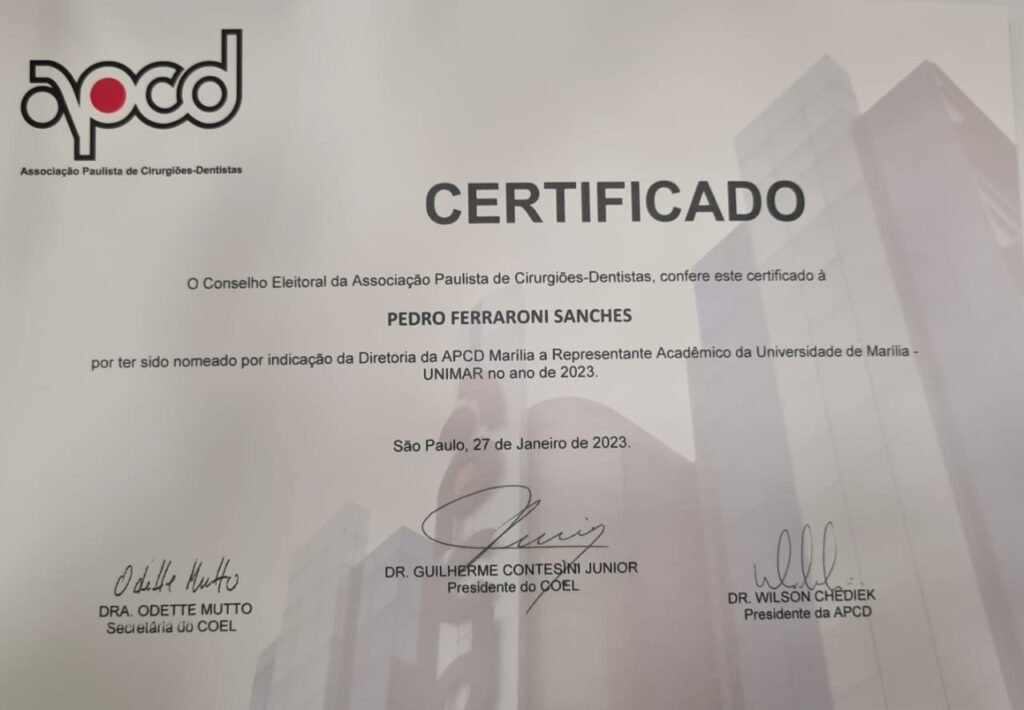 apcd
Associação Paulista de Cirurgiões-Dentistas
CERTIFICADO
O Conselho Eleitoral da Associação Paulista de Cirurgiões-Dentistas, confere este certificado à
PEDRO FERRARONI SANCHES
por ter sido nomeado por indicação da Diretoria da APCD Marília a Representante Acadêmico da Universidade de Marília -
UNIMAR no ano de 2023.
São Paulo, 27 de Janeiro de 2023.
Odette Mutto
DRA. ODETTE MUTTO
Secretária do COEL
DR. GUILHERME CONTESINI JUNIOR
Presidente do COEL
DR. WILSON CHEDIEK
Presidente da APCD